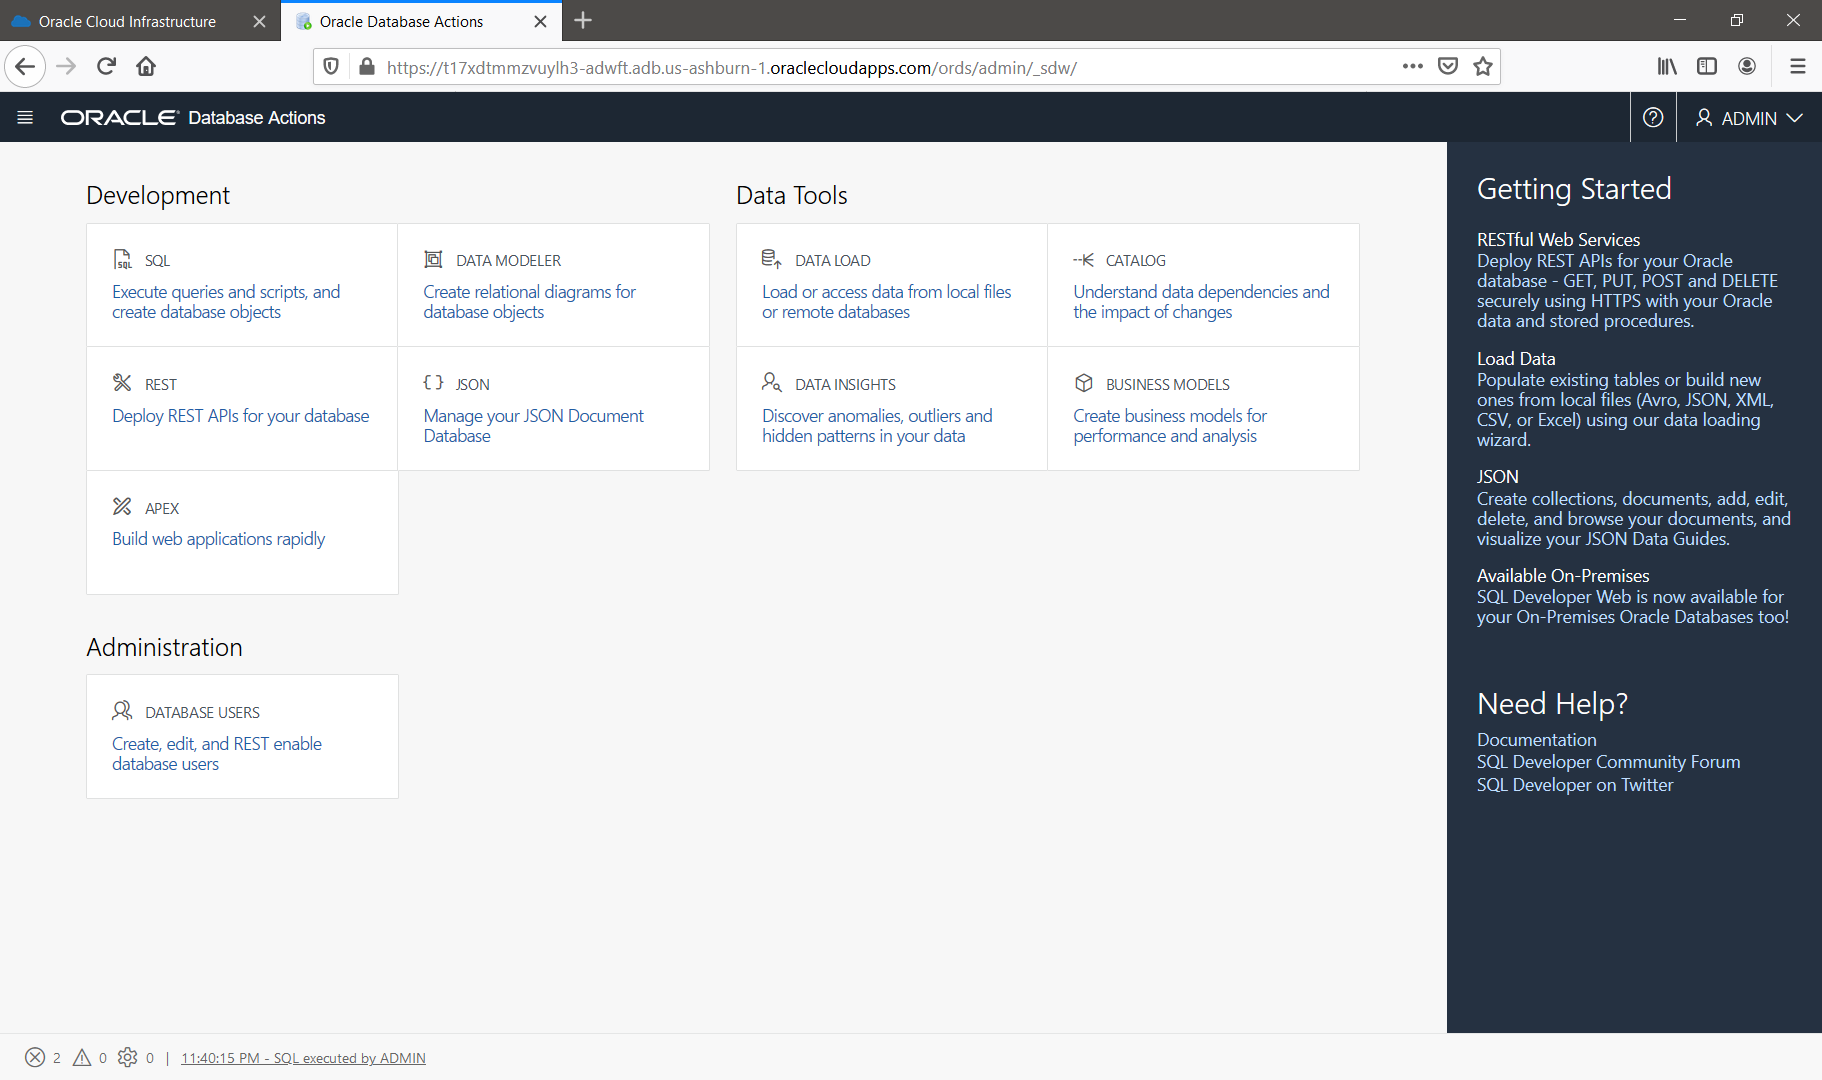 Oracle Cloud Infrastructure
Oracle Database Actions
https://t17xdtmmzvuylh3-adwft.adb.us-ashburn-1.oraclecloudapps.com/ords/admin/_sdw/
ORACLE Database Actions
ADMIN
Development
SQL
Execute queries and scripts, and
create database objects
DATA MODELER
Create relational diagrams for
database objects
REST
Deploy REST APIs for your database
JSON
Manage your JSON Document
Database
APEX
Build web applications rapidly
Data Tools
DATA LOAD
Load or access data from local files
or remote databases
CATALOG
Understand data dependencies and
the impact of changes
DATA INSIGHTS
Discover anomalies, outliers and
hidden patterns in your data
BUSINESS MODELS
Create business models for
performance and analysis
Administration
DATABASE USERS
Create, edit, and REST enable
database users
Getting Started
RESTful Web Services
Deploy REST APIs for your Oracle
database - GET, PUT, POST and DELETE
securely using HTTPS with your Oracle
data and stored procedures.
Load Data
Populate existing tables or build new
ones from local files (Avro, JSON, XML,
CSV, or Excel) using our data loading
wizard.
JSON
Create collections, documents, add, edit,
delete, and browse your documents, and
visualize your JSON Data Guides.
Available On-Premises
SQL Developer Web is now available for
your On-Premises Oracle Databases too!
Need Help?
Documentation
SQL Developer Community Forum
SQL Developer on Twitter
2 0 0 | 11:40:15 PM - SQL executed by ADMIN